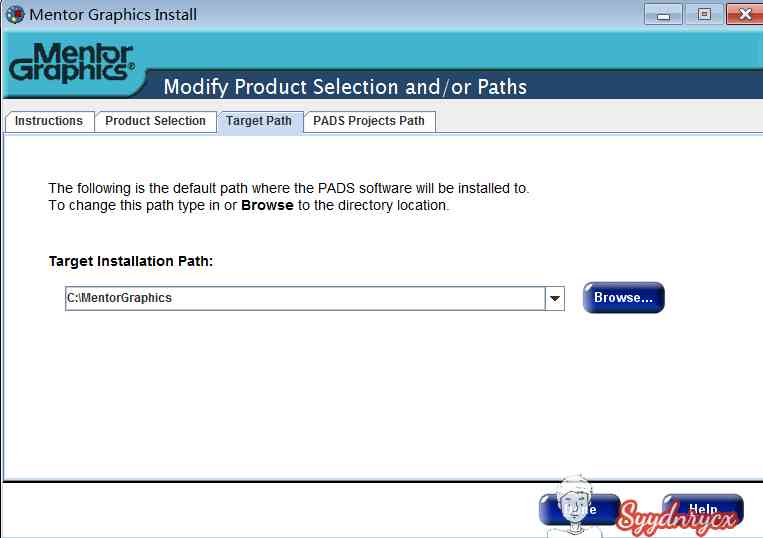 Mentor Graphics Install
Mentor
Graphics®
Modify Product Selection and/or Paths
Instructions
Product Selection
Target Path
PADS Projects Path
The following is the default path where the PADS software will be installed to.
To change this path type in or Browse to the directory location.
Target Installation Path:
C:\MentorGraphics
Browse...
Help
Syydnrycx